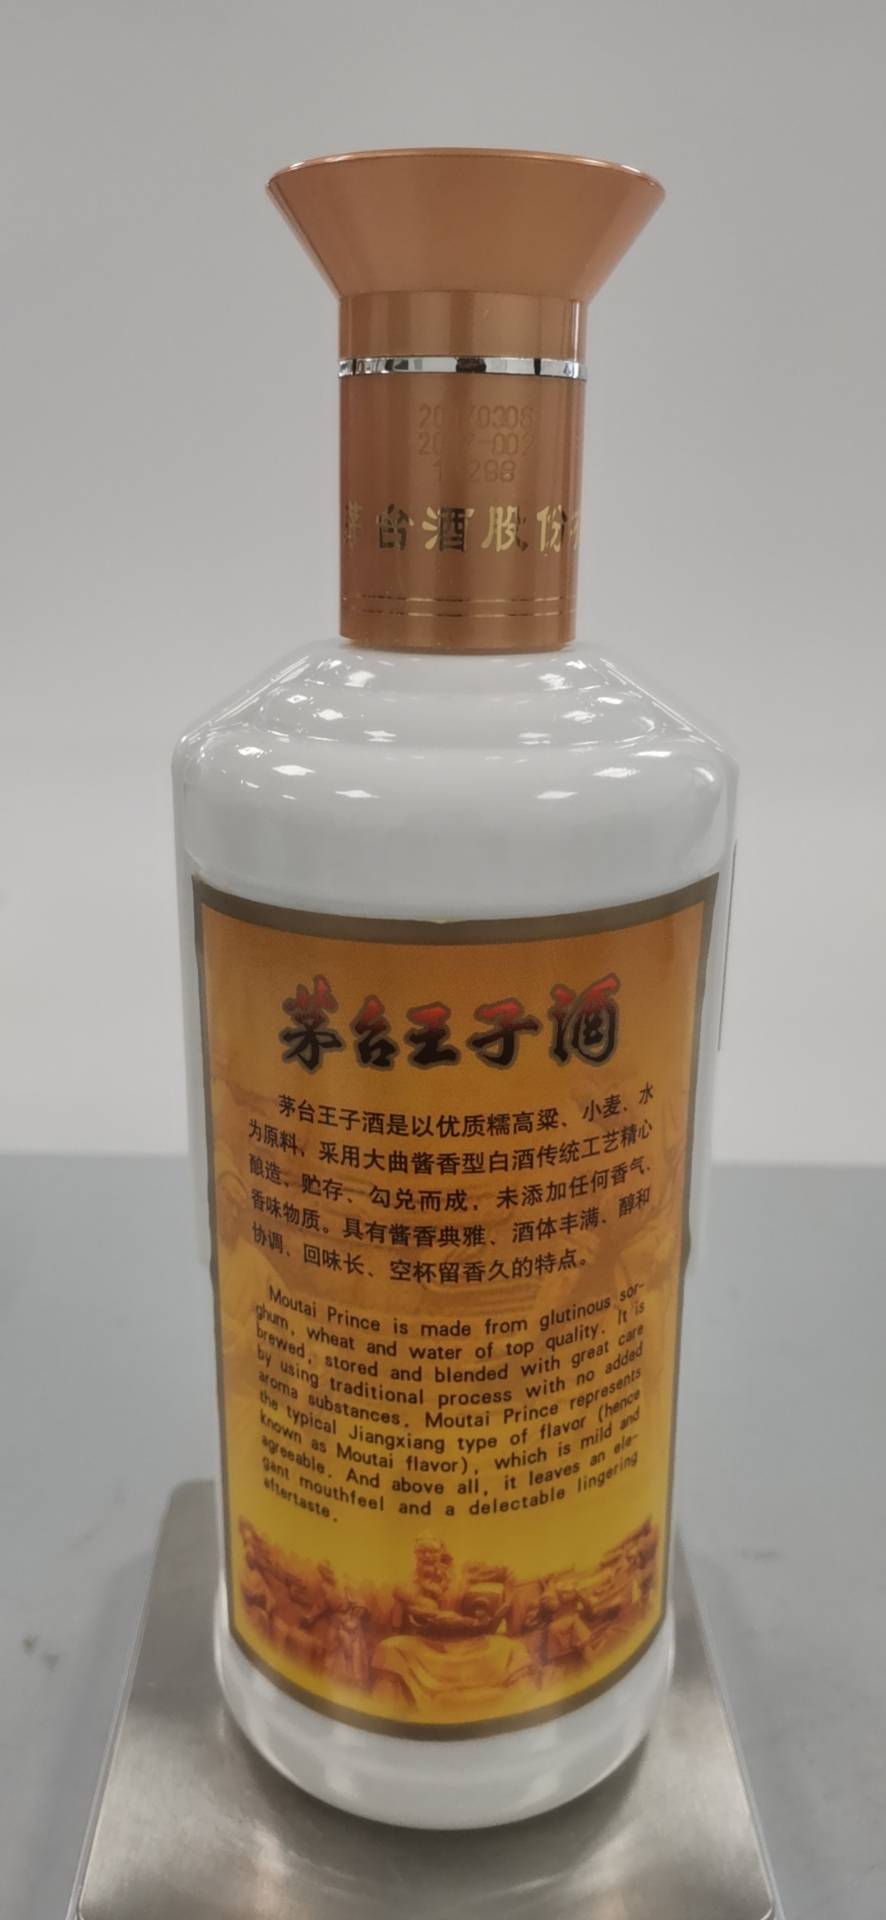 20170308
2017-002
台酒股份
茅台王子酒
茅台王子酒是以优质糯高粱、小麦、水
为原料，采用大曲酱香型白酒传统工艺精心
酿造、贮存、勾兑而成，未添加任何香气、
香味物质。具有酱香典雅、酒体丰满、醇和
协调、回味长、空杯留香久的特点。
Moutai Prince is made from glutinous sor-
ghum, wheat and water of top quality. It is
brewed, stored and blended with great care
by using traditional process with no added
aroma substances. Moutai Prince represents
the typical Jiangxiang type of flavor (hence
known as Moutai flavor), which is mild and
agreeable. And above all, it leaves an ele-
gant mouthfeel and a delectable lingering
aftertaste.